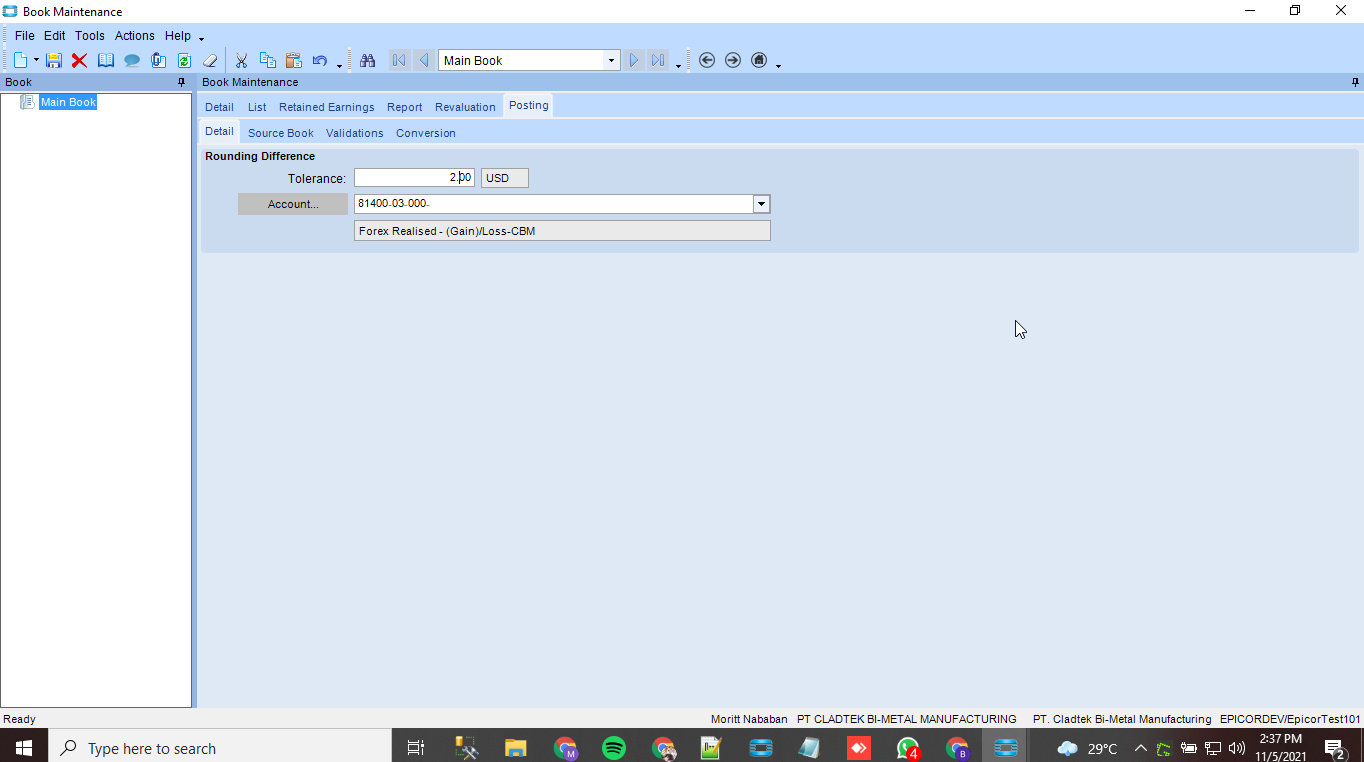 Book Maintenance
File Edit Tools Actions Help
Main Book
Book
Book Maintenance
Main Book
Detail List Retained Earnings Report Revaluation Posting
Detail Source Book Validations Conversion
Rounding Difference
Tolerance: 2.00 USD
Account... 81400-03-000-
Forex Realised - (Gain)/Loss-CBM
Ready Moritt Nababan PT CLADTEK BI-METAL MANUFACTURING PT. Cladtek Bi-Metal Manufacturing EPICORDEV/EpicorTest101
Type here to search M 4 B 29°C 2:37 PM
11/5/2021 2